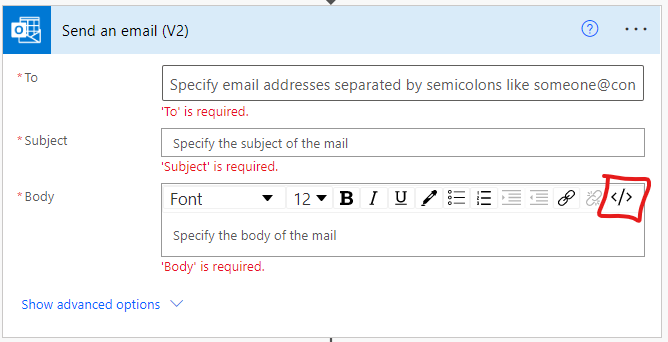 Send an email (V2)
* To
Specify email addresses separated by semicolons like someone@con
'To' is required.
* Subject
Specify the subject of the mail
'Subject' is required.
* Body
Font 12 B I U </>
Specify the body of the mail
'Body' is required.
Show advanced options